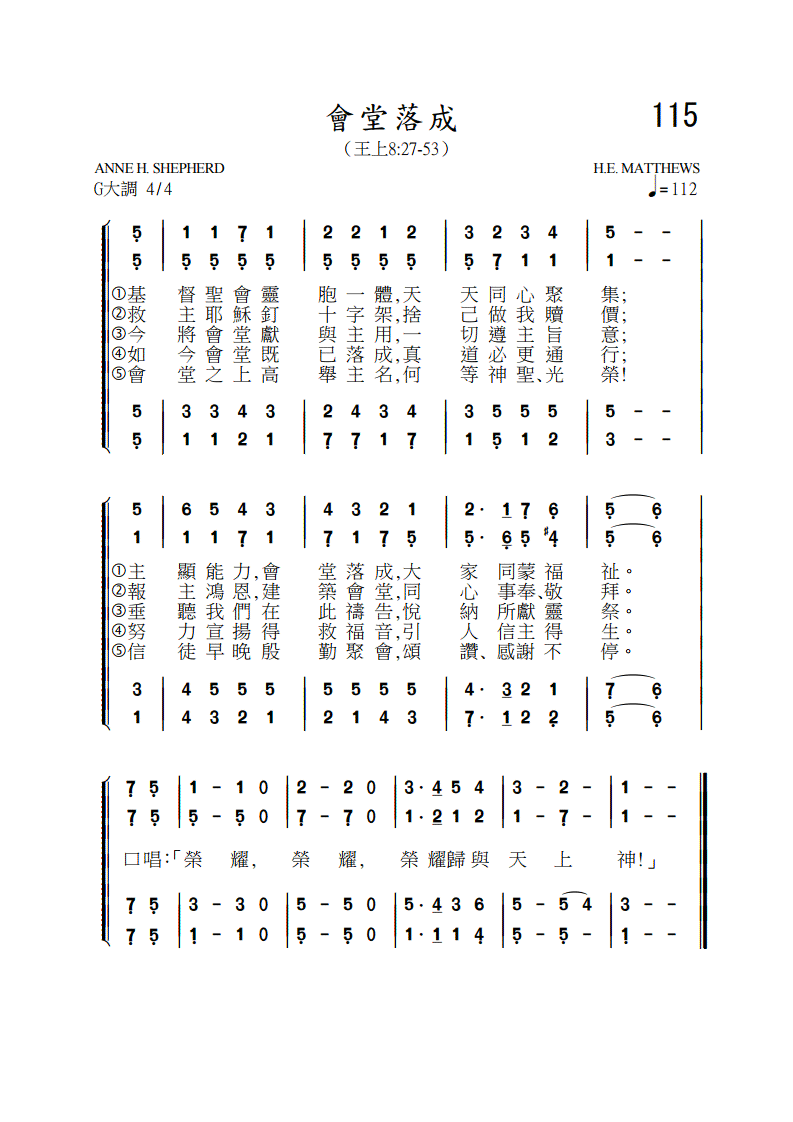 會堂落成
115
（王上8:27-53）
ANNE H. SHEPHERD
H.E. MATTHEWS
G大調 4/4
♩=112
5̣ 1 1 7̣ 1 2 2 1 2 3 2 3 4 5 - -
5̣ 5̣ 5̣ 5̣ 5̣ 5̣ 5̣ 5̣ 5̣ 5̣ 7̣ 1 1 1 - -
①基 督聖會靈 胞一體,天 天同心聚 集;
②救 主耶穌釘 十字架,捨 己做我贖 價;
③今 將會堂獻 與主用,一 切遵主旨 意;
④如 今會堂既 已落成,真 道必更通 行;
⑤會 堂之上高 舉主名,何 等神聖、光 榮!
5 3 3 4 3 2 4 3 4 3 5 5 5 5 - -
5̣ 1 1 2 1 7̣ 7̣ 1 7̣ 1 5̣ 1 2 3 - -
5 6 5 4 3 4 3 2 1 2· 1 7̣ 6̣ 5̣ 6̣
1 1 1 7̣ 1 7̣ 1 7̣ 5̣ 5̣· 6̣ 5̣ #4̣ 5̣ 6̣
①主 顯能力,會 堂落成,大 家 同蒙福 祉。
②報 主鴻恩,建 築會堂,同 心 事奉、敬 拜。
③垂 聽我們在 此禱告,悅 納 所獻靈 祭。
④努 力宣揚得 救福音,引 人 信主得 生。
⑤信 徒早晚殷 勤聚會,頌 讚、感謝不 停。
3 4 5 5 5 5 5 5 5 4· 3 2 1 7̣ 6̣
1 4 3 2 1 2 1 4 3 7̣· 1 2 2̣ 5̣ 6̣
7̣ 5̣ 1 - 1 0 2 - 2 0 3· 4 5 4 3 - 2 - 1 - -
7̣ 5̣ 5̣ - 5̣ 0 7̣ - 7̣ 0 1· 2 1 2 1 - 7̣ - 1 - -
口唱:「榮 耀, 榮 耀, 榮 耀歸與 天 上 神!」
7̣ 5̣ 3 - 3 0 5 - 5 0 5· 4 3 6 5 - 5 4 3 - -
7̣ 5̣ 1̣ - 1 0 5̣ - 5̣ 0 1· 1 1 4̣ 5̣ - 5̣ - 1̣ - -